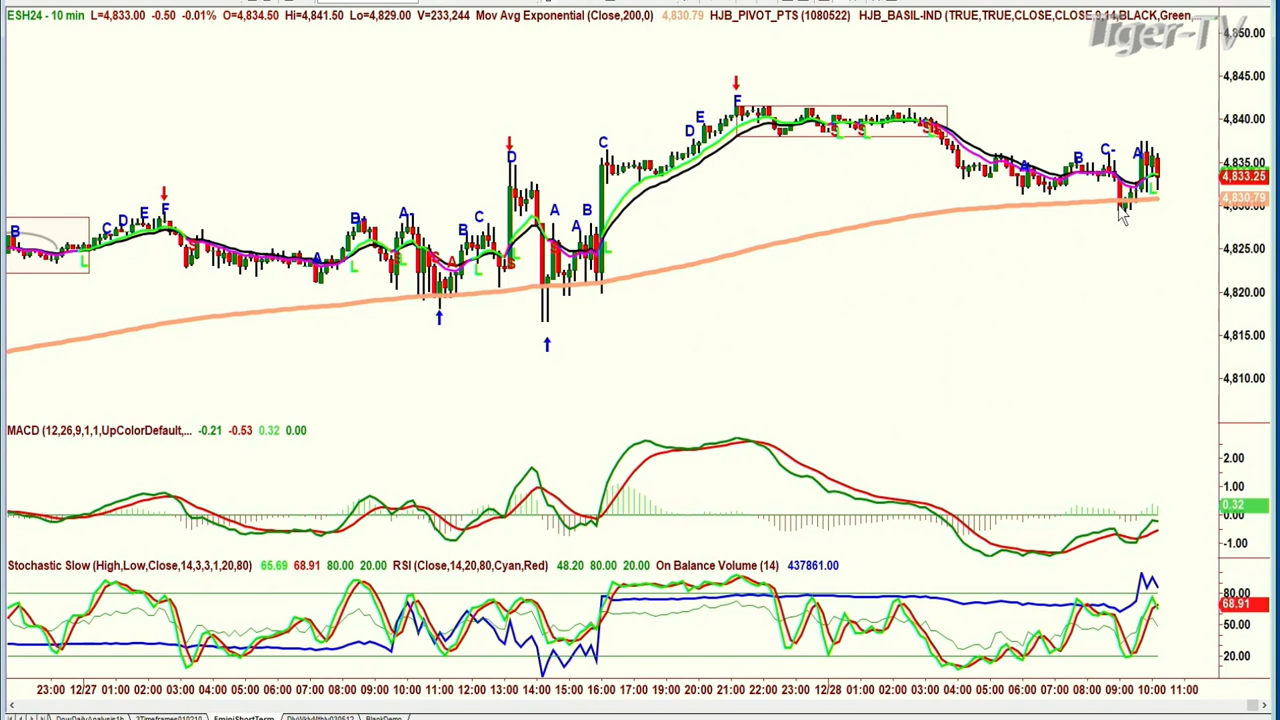 ESH24 - 10 min L=4,833.00 -0.50 -0.01% O=4,834.50 Hi=4,841.50 Lo=4,829.00 V=233,244 Mov Avg Exponential (Close,200,0) 4,830.79 HJB_PIVOT_PTS (1080522) HJB_BASIL-IND (TRUE,TRUE,CLOSE,CLOSE,9,14,BLACK,Green,...
Tiger-TV
4,850.00
4,845.00
4,840.00
4,835.00
4,833.25
4,830.79
4,830.00
4,825.00
4,820.00
4,815.00
4,810.00
B C D E F A B A S L S A B C L D S L A S A B L C D E F S L S L S L A B C- A L
MACD (12,26,9,1,1,UpColorDefault,... -0.21 -0.53 0.32 0.00
2.00
1.00
0.32
0.00
-1.00
Stochastic Slow (High,Low,Close,14,3,3,1,20,80) 65.69 68.91 80.00 20.00 RSI (Close,14,20,80,Cyan,Red) 48.20 80.00 20.00 On Balance Volume (14) 437861.00
80.00
68.91
50.00
20.00
23:00 12/27 01:00 02:00 03:00 04:00 05:00 06:00 07:00 08:00 09:00 10:00 11:00 12:00 13:00 14:00 16:00 17:00 18:00 19:00 20:00 21:00 22:00 23:00 12/28 01:00 02:00 03:00 04:00 05:00 06:00 07:00 08:00 09:00 10:00 11:00
DowDailyAnalysis1b 3Timeframes010210 EminiShortTerm DlyWklyMthly030512 BlankDemo